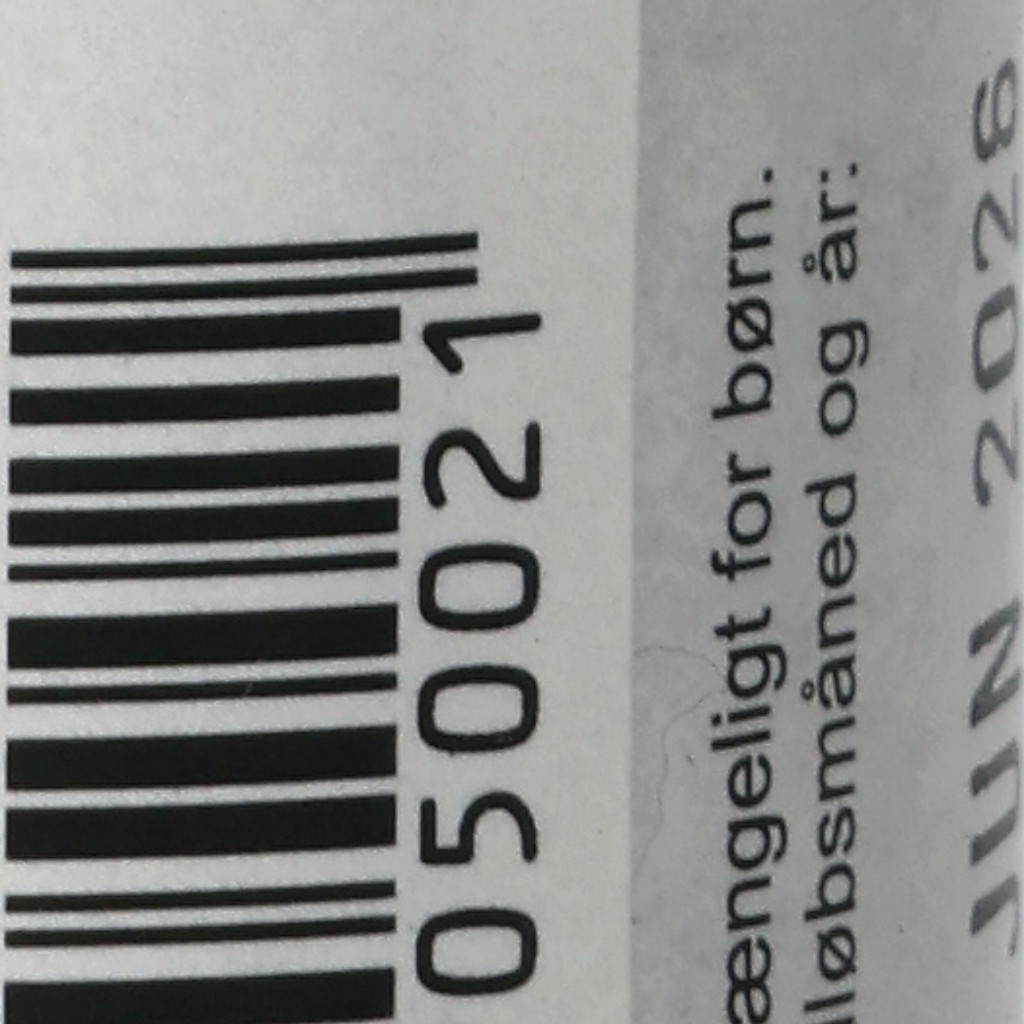 050021
ængeligt for børn.
løbsmåned og år:
JUN 2026